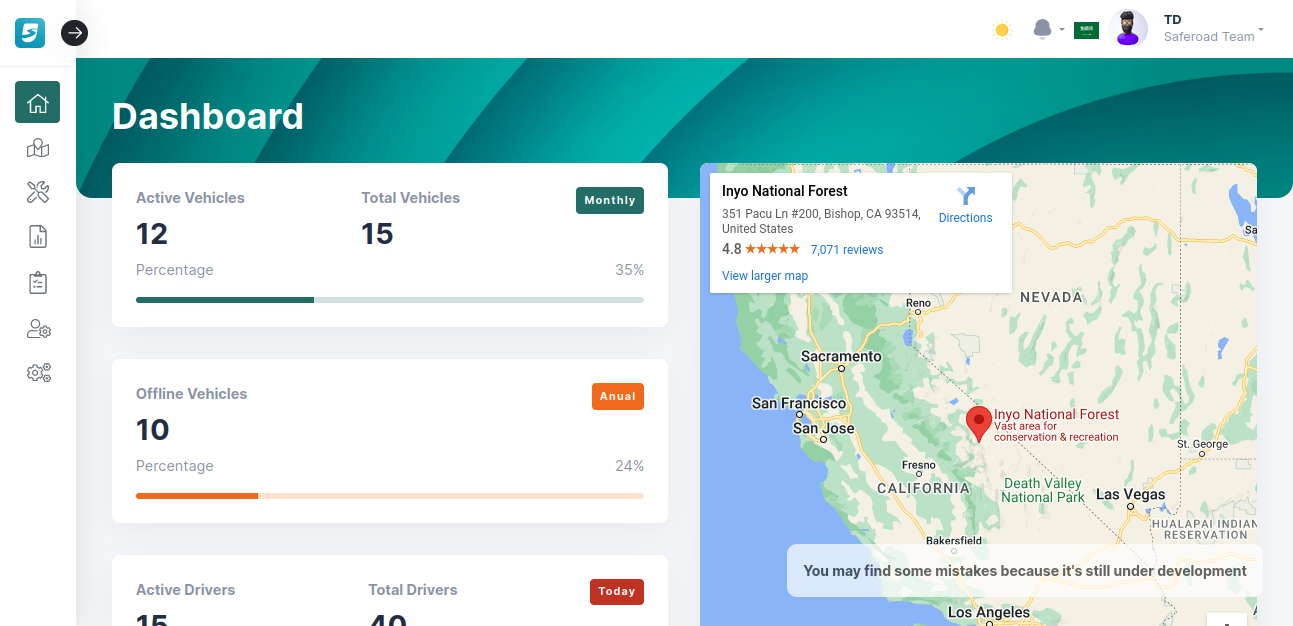 TD
Saferoad Team
Dashboard
Active Vehicles
Total Vehicles
Monthly
12
15
Percentage
35%
Offline Vehicles
Anual
10
Percentage
24%
Active Drivers
Total Drivers
Today
15
40
Inyo National Forest
351 Pacu Ln #200, Bishop, CA 93514,
United States
Directions
4.8
7,071 reviews
View larger map
Reno
NEVADA
Sacramento
San Francisco
San Jose
Inyo National Forest
Vast area for
conservation & recreation
St. George
Fresno
CALIFORNIA
Death Valley
National Park
Las Vegas
HUALAPAI INDIAN
RESERVATION
Bakersfield
You may find some mistakes because it's still under development
Los Angeles